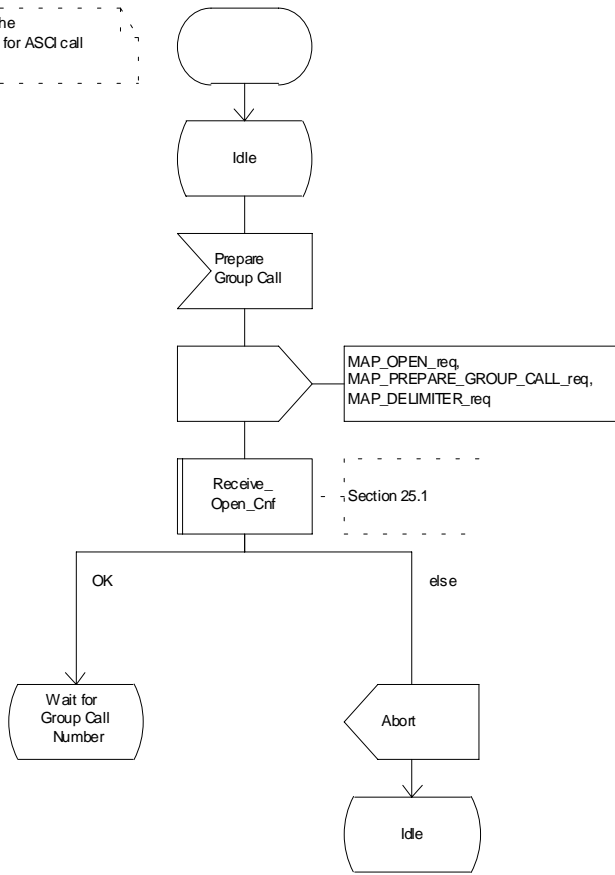 he
for ASCI call
Idle
Prepare
Group Call
MAP_OPEN_req,
MAP_PREPARE_GROUP_CALL_req,
MAP_DELIMITER_req
Receive_
Open_Cnf
Section 25.1
OK
else
Wait for
Group Call
Number
Abort
Idle